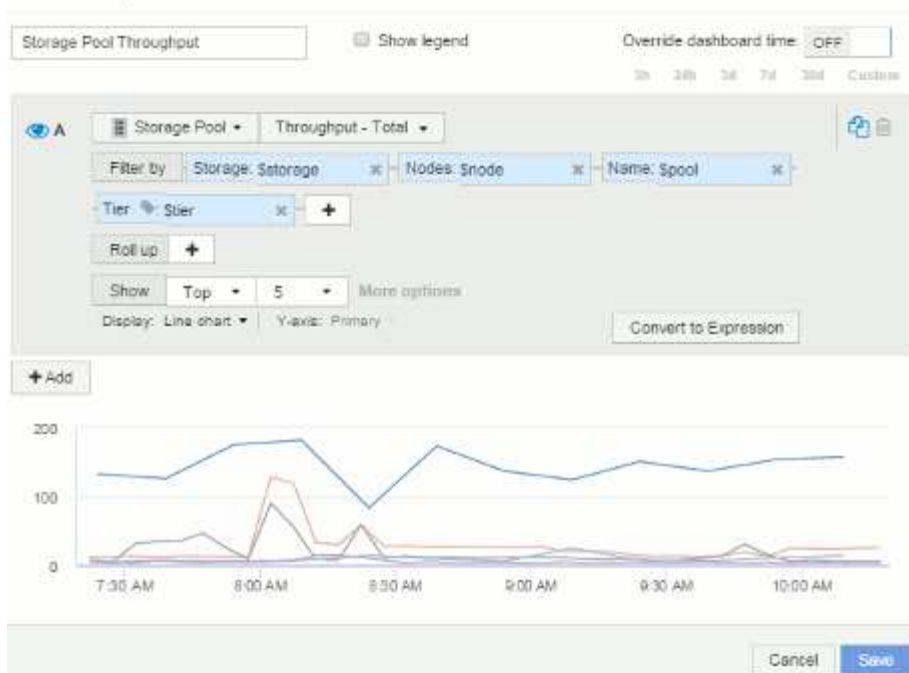 Storage Pool Throughput Show legend Override dashboard time: OFF
3h 24h 3d 7d 30d Custom
A Storage Pool Throughput - Total
Filter by Storage: $storage Nodes: $node Name: $pool
Tier $tier +
Roll up +
Show Top 5 More options
Display: Line chart Y-axis: Primary Convert to Expression
+ Add
200
100
0
7:30 AM 8:00 AM 8:30 AM 9:00 AM 9:30 AM 10:00 AM
Cancel Save